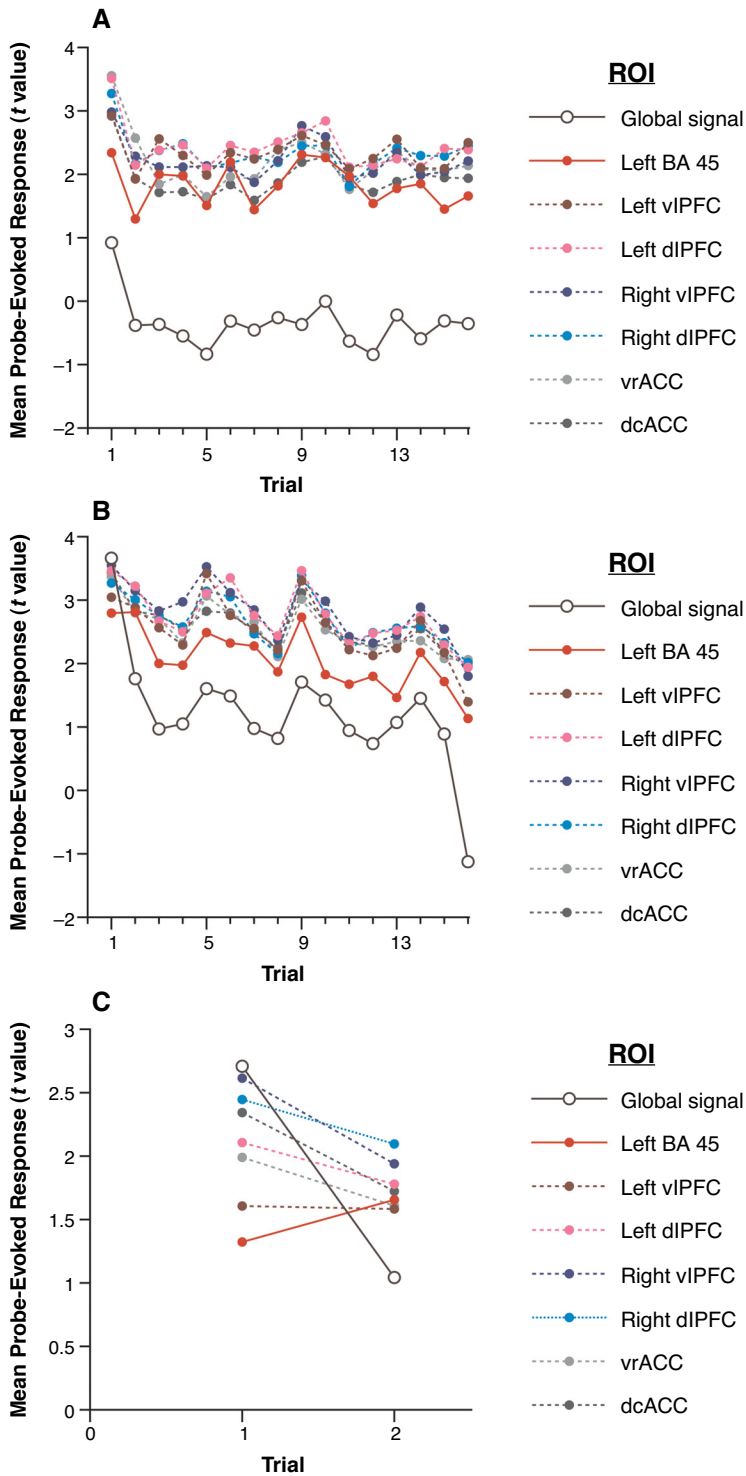 A
Mean Probe-Evoked Response (t value)
4
3
2
1
0
−1
−2
1
5
9
13
Trial
ROI
Global signal
Left BA 45
Left vlPFC
Left dlPFC
Right vlPFC
Right dlPFC
vrACC
dcACC
B
Mean Probe-Evoked Response (t value)
4
3
2
1
0
−1
−2
1
5
9
13
Trial
ROI
Global signal
Left BA 45
Left vlPFC
Left dlPFC
Right vlPFC
Right dlPFC
vrACC
dcACC
C
Mean Probe-Evoked Response (t value)
3
2.5
2
1.5
1
0.5
0
0
1
2
Trial
ROI
Global signal
Left BA 45
Left vlPFC
Left dlPFC
Right vlPFC
Right dlPFC
vrACC
dcACC